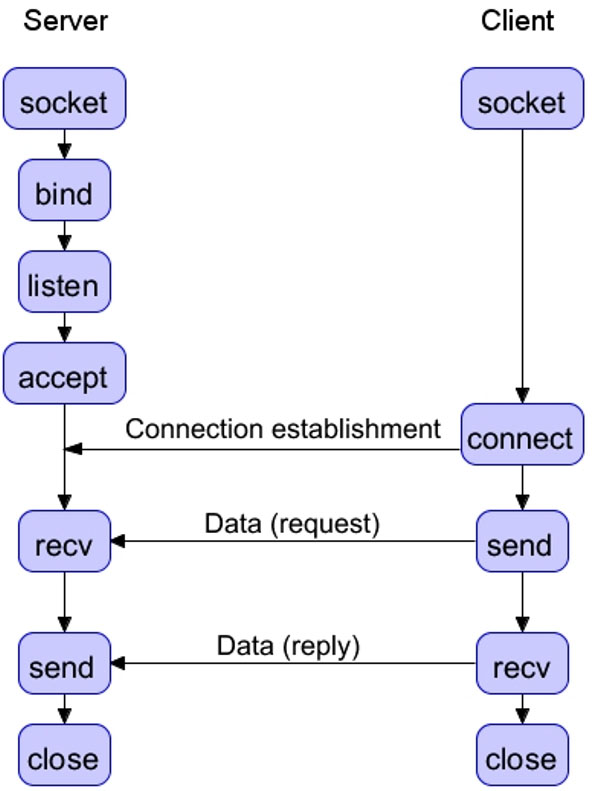 Server
Client
socket
socket
bind
listen
accept
Connection establishment
connect
Data (request)
recv
send
Data (reply)
send
recv
close
close